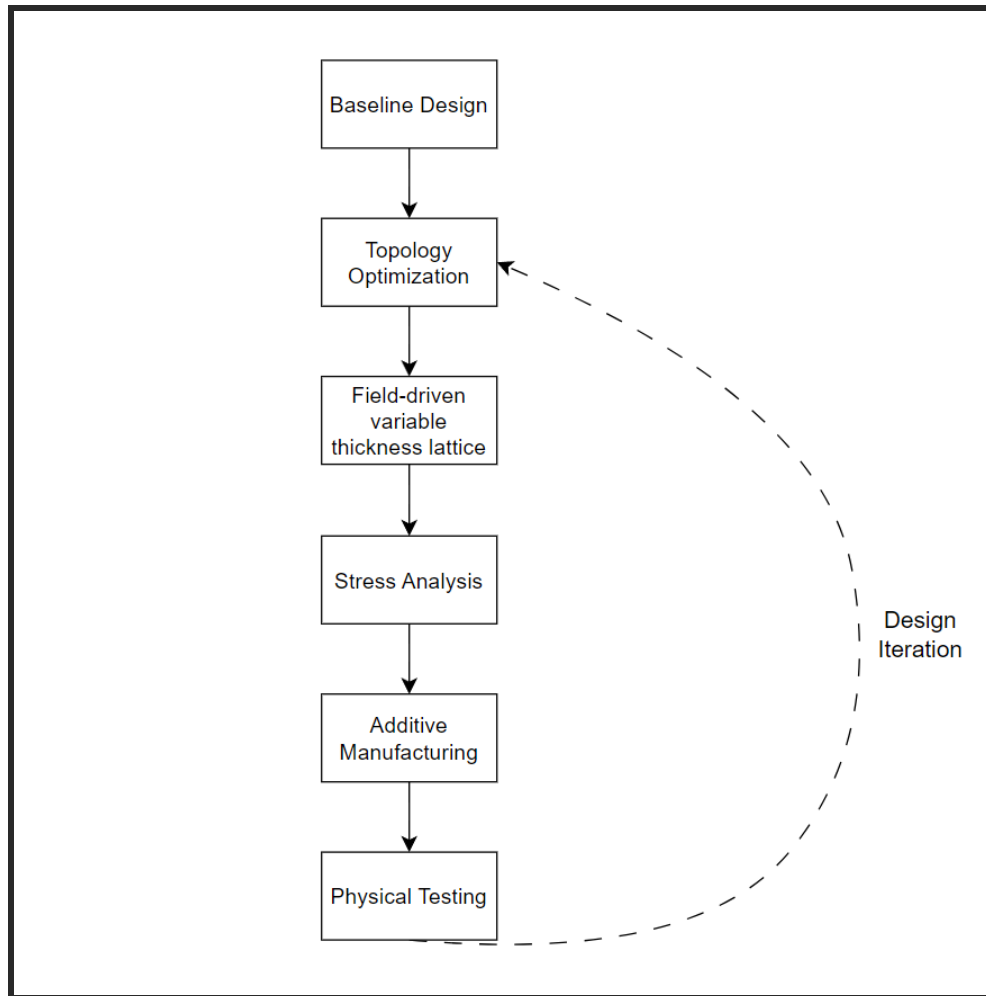 Baseline Design
Topology
Optimization
Field-driven
variable
thickness lattice
Stress Analysis
Additive
Manufacturing
Physical Testing
Design
Iteration